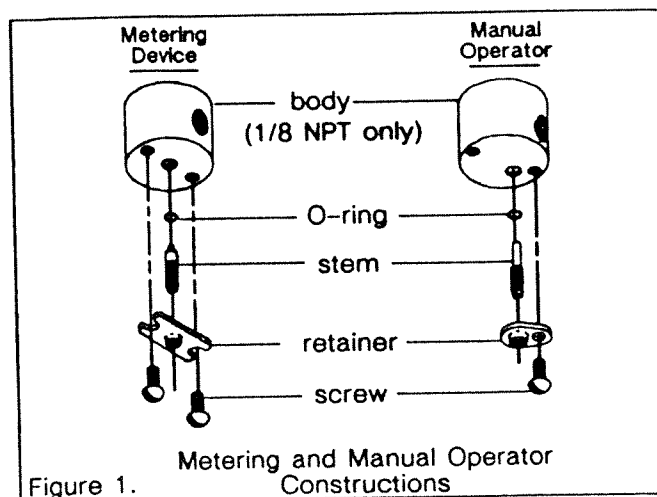 Metering
Device
Manual
Operator
body
(1/8 NPT only)
O-ring
stem
retainer
screw
Metering and Manual Operator
Figure 1. Constructions